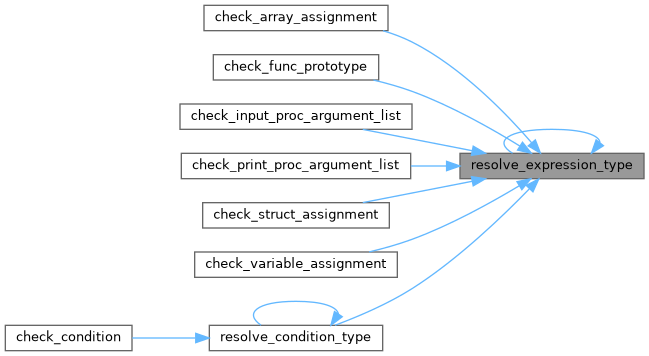 check_array_assignment
check_func_prototype
check_input_proc_argument_list
resolve_expression_type
check_print_proc_argument_list
check_struct_assignment
check_variable_assignment
check_condition
resolve_condition_type